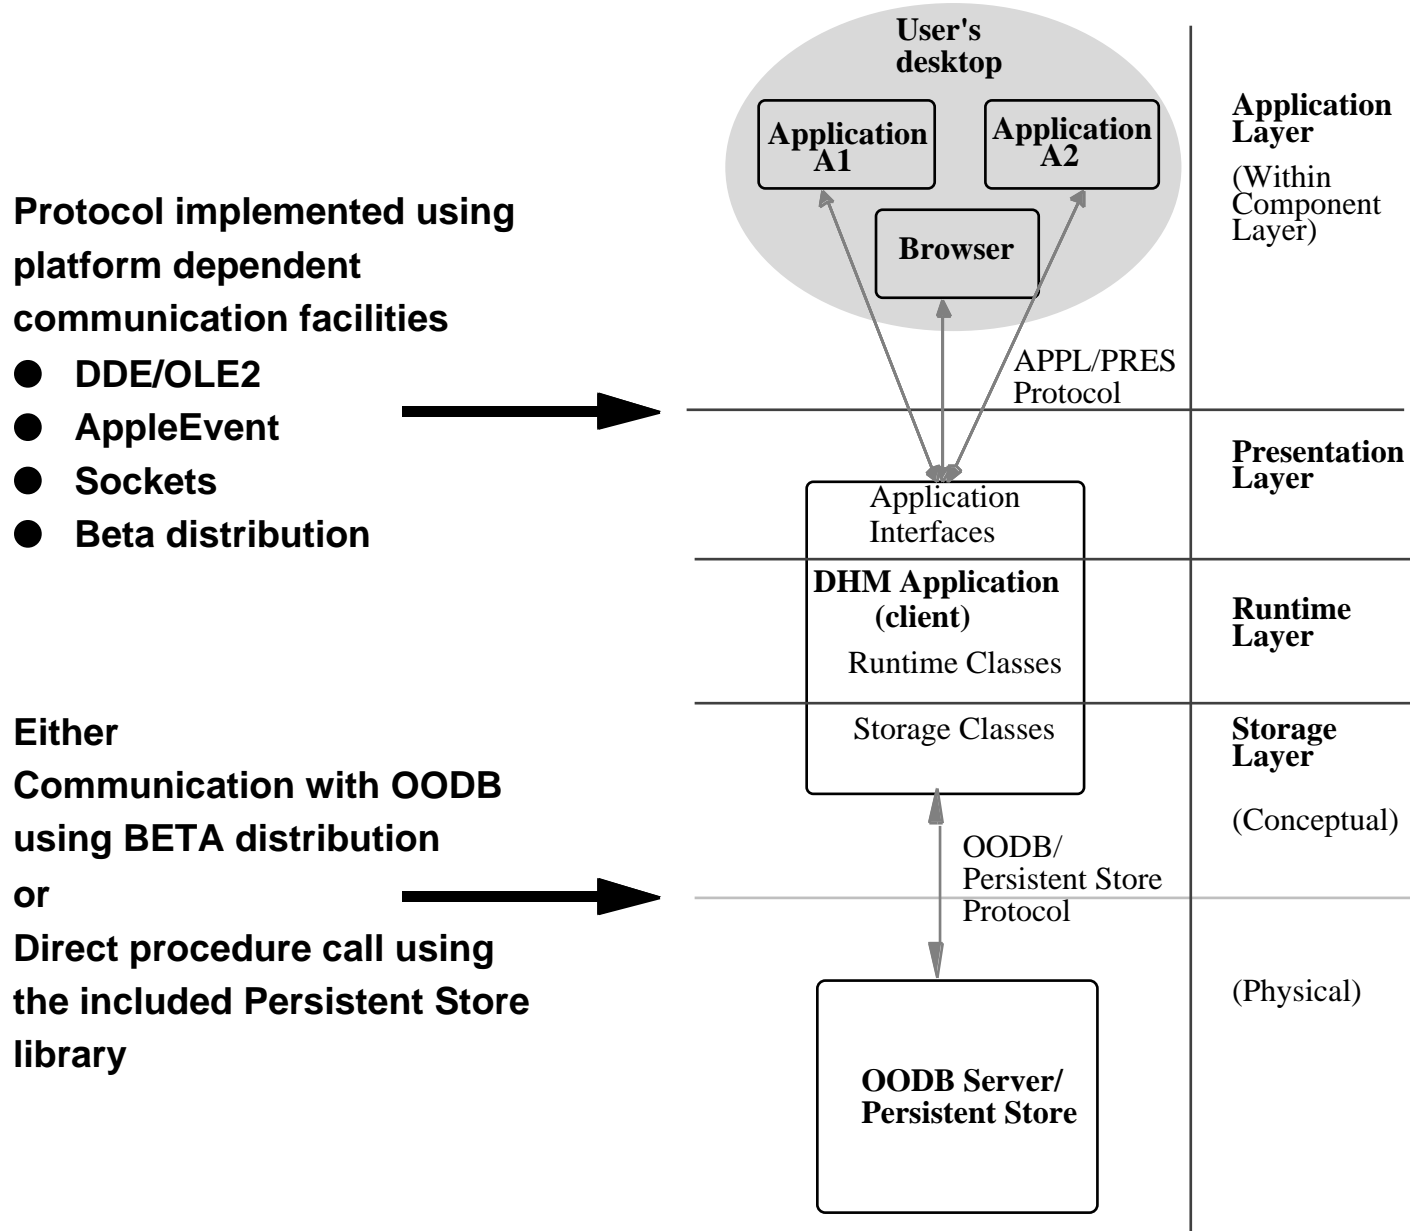 Protocol implemented using
platform dependent
communication facilities
DDE/OLE2
AppleEvent
Sockets
Beta distribution
Either
Communication with OODB
using BETA distribution
or
Direct procedure call using
the included Persistent Store
library
User's
desktop
Application
A1
Application
A2
Browser
APPL/PRES
Protocol
Application
Interfaces
DHM Application
(client)
Runtime Classes
Storage Classes
OODB/
Persistent Store
Protocol
OODB Server/
Persistent Store
Application
Layer
(Within
Component
Layer)
Presentation
Layer
Runtime
Layer
Storage
Layer
(Conceptual)
(Physical)